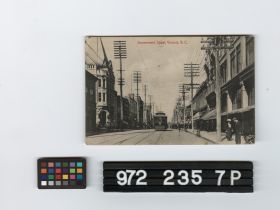 Government Street, Victoria, B. C.
972 235 7P